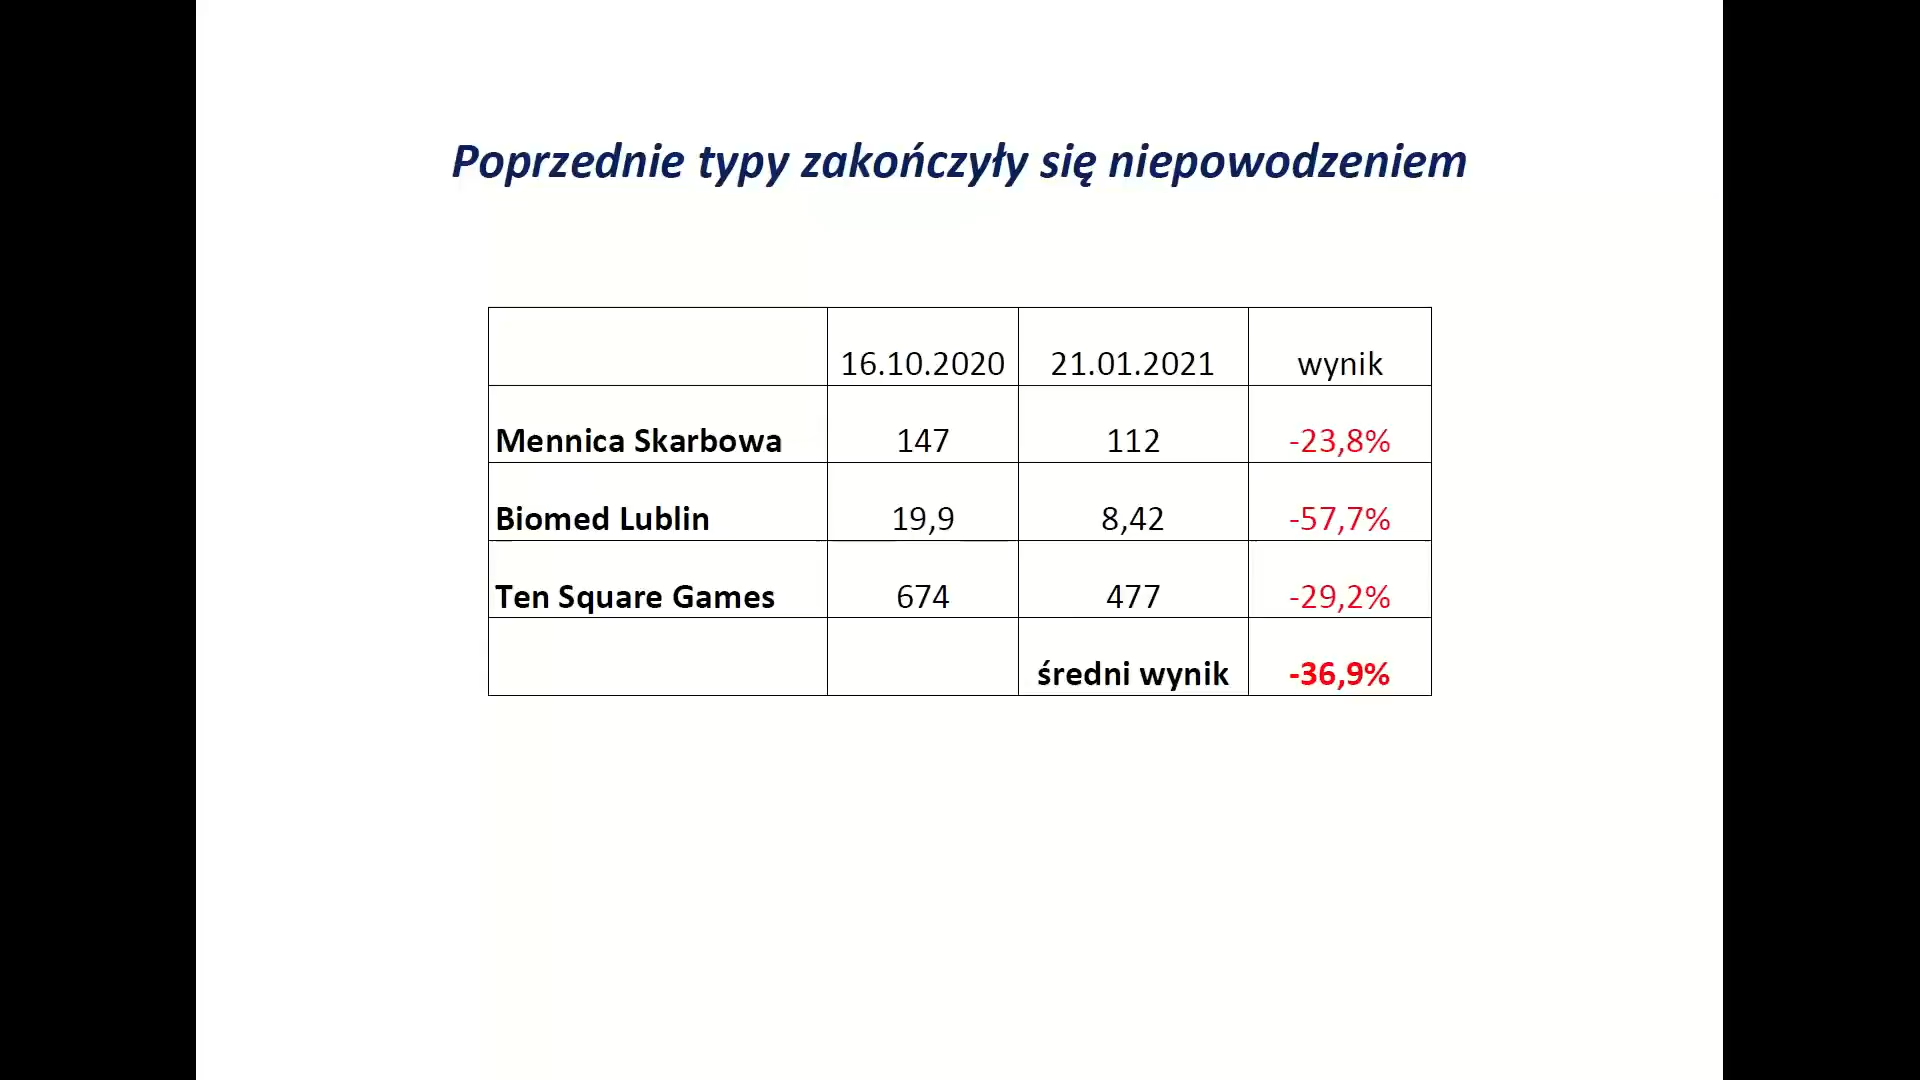 Poprzednie typy zakończyły się niepowodzeniem
16.10.2020 21.01.2021 wynik
Mennica Skarbowa 147 112 -23,8%
Biomed Lublin 19,9 8,42 -57,7%
Ten Square Games 674 477 -29,2%
średni wynik -36,9%